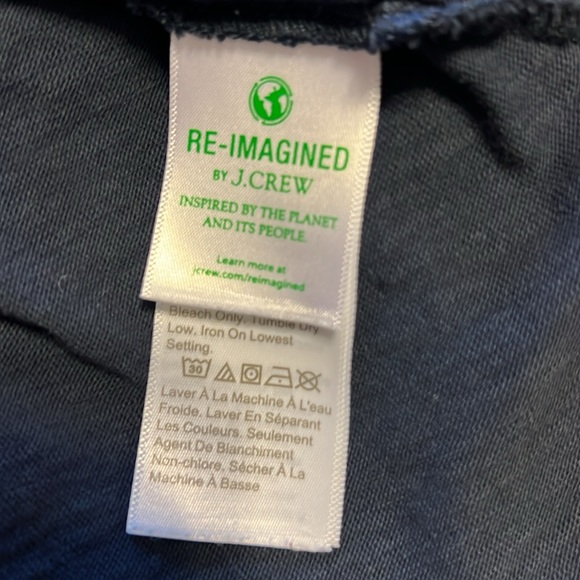 RE-IMAGINED
BY J.CREW
INSPIRED BY THE PLANET
AND ITS PEOPLE.
Learn more at
jcrew.com/reimagined
Bleach Only. Tumble Dry
Low. Iron On Lowest
Setting.
30
Laver À La Machine À L'eau
Froide. Laver En Séparant
Les Couleurs. Seulement
Agent De Blanchiment
Non-chlore. Sécher À La
Machine À Basse